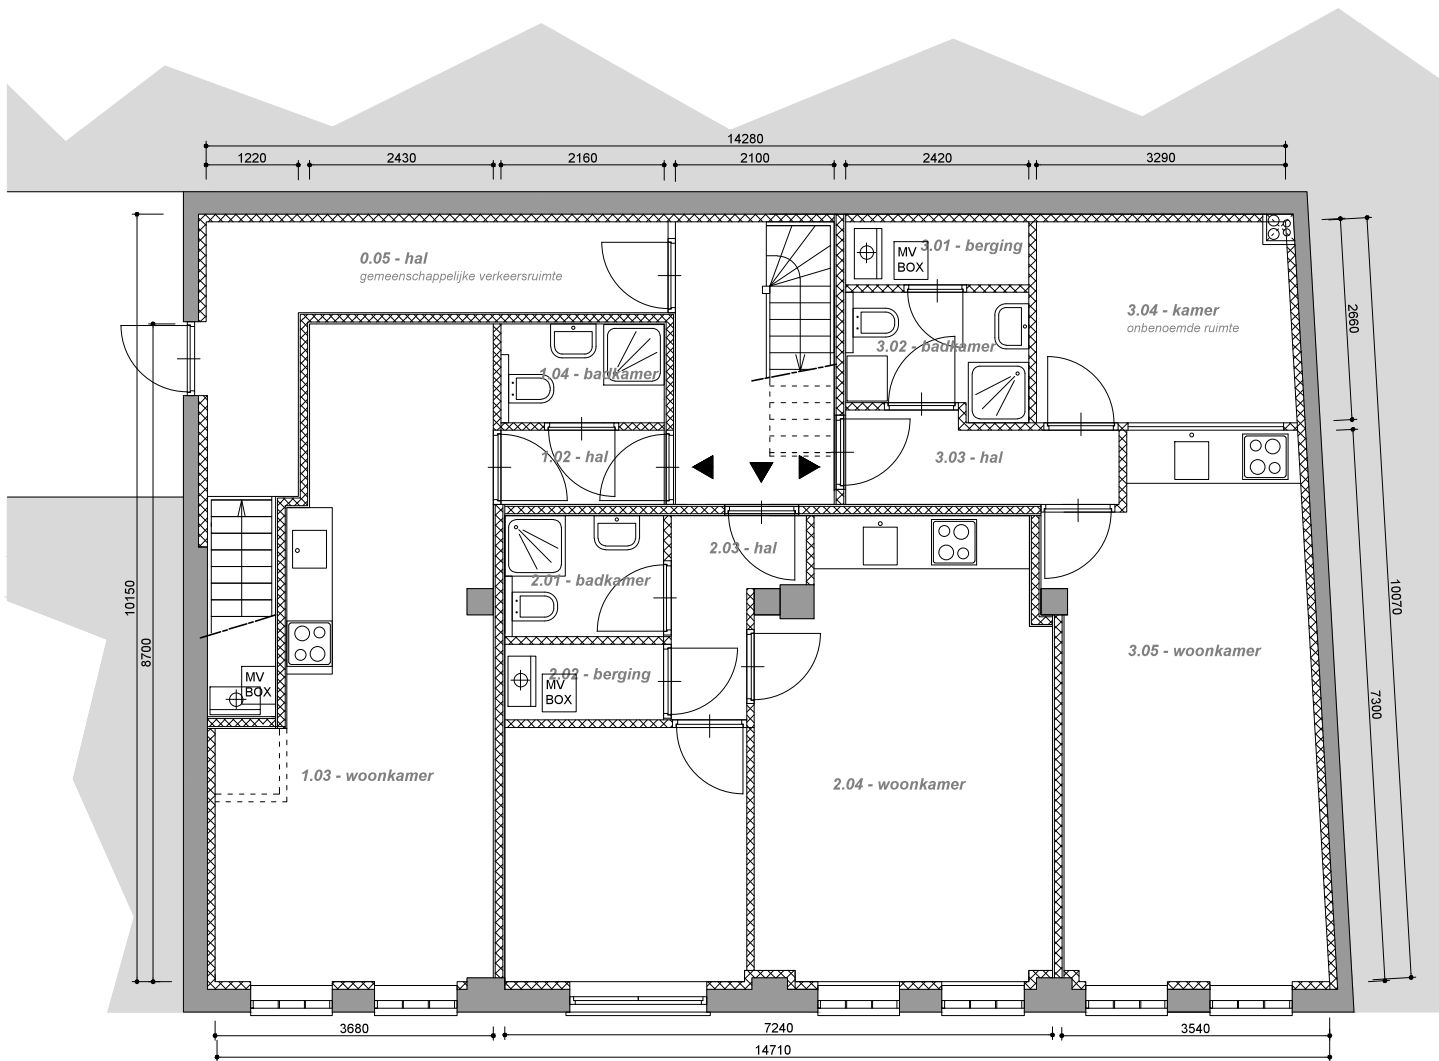 14280
1220
2430
2160
2100
2420
3290
0.05 - hal
gemeenschappelijke verkeersruimte
MV
BOX
3.01 - berging
3.04 - kamer
onbenoemde ruimte
2660
3.02 - badkamer
1.04 - badkamer
1.02 - hal
3.03 - hal
2.03 - hal
2.01 - badkamer
10150
8700
10070
7300
3.05 - woonkamer
MV
BOX
2.02 - berging
MV
BOX
1.03 - woonkamer
2.04 - woonkamer
3680
7240
3540
14710